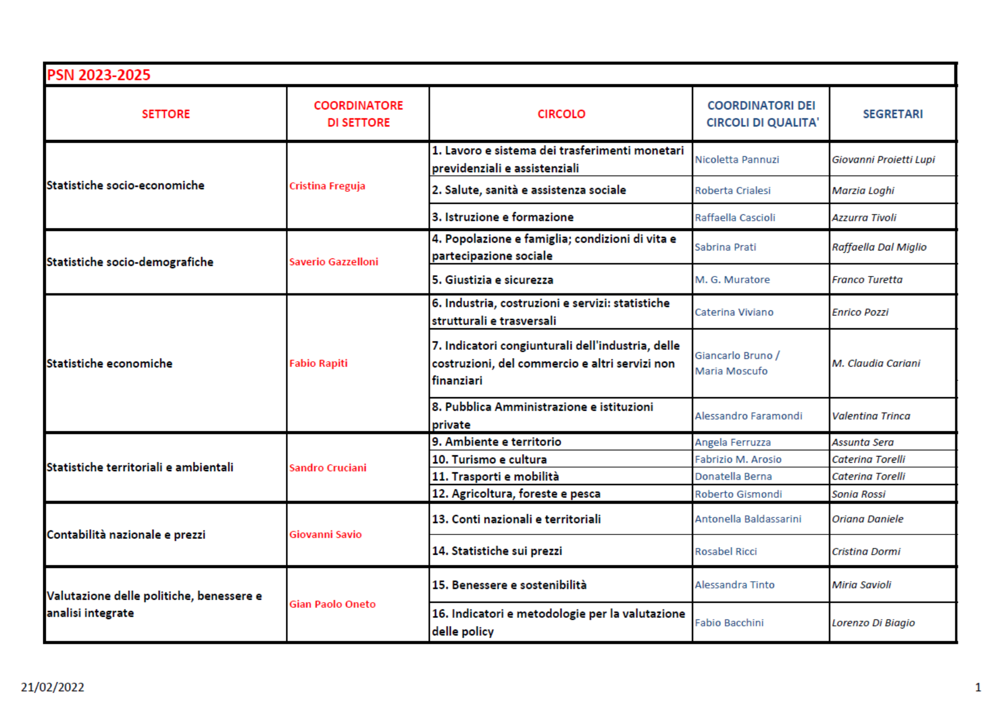 PSN 2023-2025
SETTORE
COORDINATORE
DI SETTORE
CIRCOLO
COORDINATORI DEI
CIRCOLI DI QUALITA'
SEGRETARI
Statistiche socio-economiche
Cristina Freguja
1. Lavoro e sistema dei trasferimenti monetari
previdenziali e assistenziali
Nicoletta Pannuzi
Giovanni Proietti Lupi
2. Salute, sanità e assistenza sociale
Roberta Crialesi
Marzia Loghi
3. Istruzione e formazione
Raffaella Cascioli
Azzurra Tivoli
Statistiche socio-demografiche
Saverio Gazzelloni
4. Popolazione e famiglia; condizioni di vita e
partecipazione sociale
Sabrina Prati
Raffaella Dal Miglio
5. Giustizia e sicurezza
M. G. Muratore
Franco Turetta
Statistiche economiche
Fabio Rapiti
6. Industria, costruzioni e servizi: statistiche
strutturali e trasversali
Caterina Viviano
Enrico Pozzi
7. Indicatori congiunturali dell'industria, delle
costruzioni, del commercio e altri servizi non
finanziari
Giancarlo Bruno /
Maria Moscufo
M. Claudia Cariani
8. Pubblica Amministrazione e istituzioni
private
Alessandro Faramondi
Valentina Trinca
Statistiche territoriali e ambientali
Sandro Cruciani
9. Ambiente e territorio
Angela Ferruzza
Assunta Sera
10. Turismo e cultura
Fabrizio M. Arosio
Caterina Torelli
11. Trasporti e mobilità
Donatella Berna
Caterina Torelli
12. Agricoltura, foreste e pesca
Roberto Gismondi
Sonia Rossi
Contabilità nazionale e prezzi
Giovanni Savio
13. Conti nazionali e territoriali
Antonella Baldassarini
Oriana Daniele
14. Statistiche sui prezzi
Rosabel Ricci
Cristina Dormi
Valutazione delle politiche, benessere e
analisi integrate
Gian Paolo Oneto
15. Benessere e sostenibilità
Alessandra Tinto
Miria Savioli
16. Indicatori e metodologie per la valutazione
delle policy
Fabio Bacchini
Lorenzo Di Biagio
21/02/2022
1